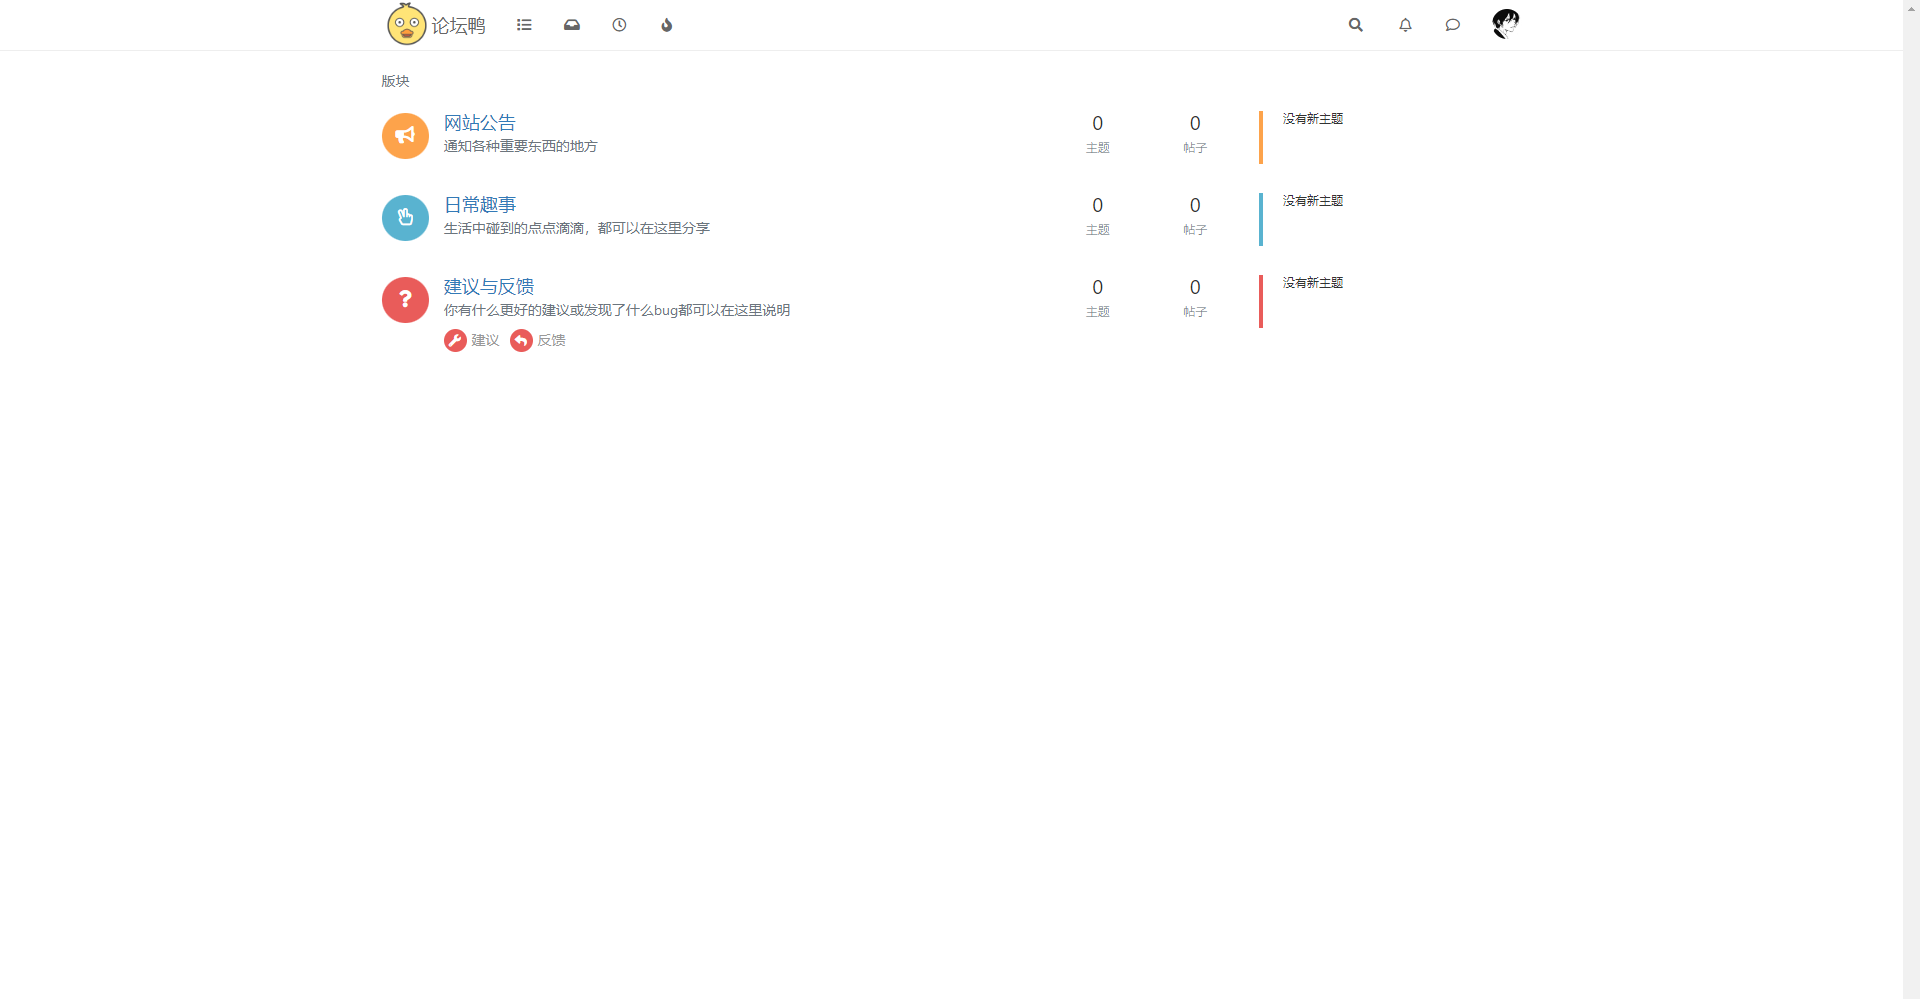 论坛鸭
版块
网站公告
通知各种重要东西的地方
0
主题
0
帖子
没有新主题
日常趣事
生活中碰到的点点滴滴，都可以在这里分享
0
主题
0
帖子
没有新主题
建议与反馈
你有什么更好的建议或发现了什么bug都可以在这里说明
建议 反馈
0
主题
0
帖子
没有新主题